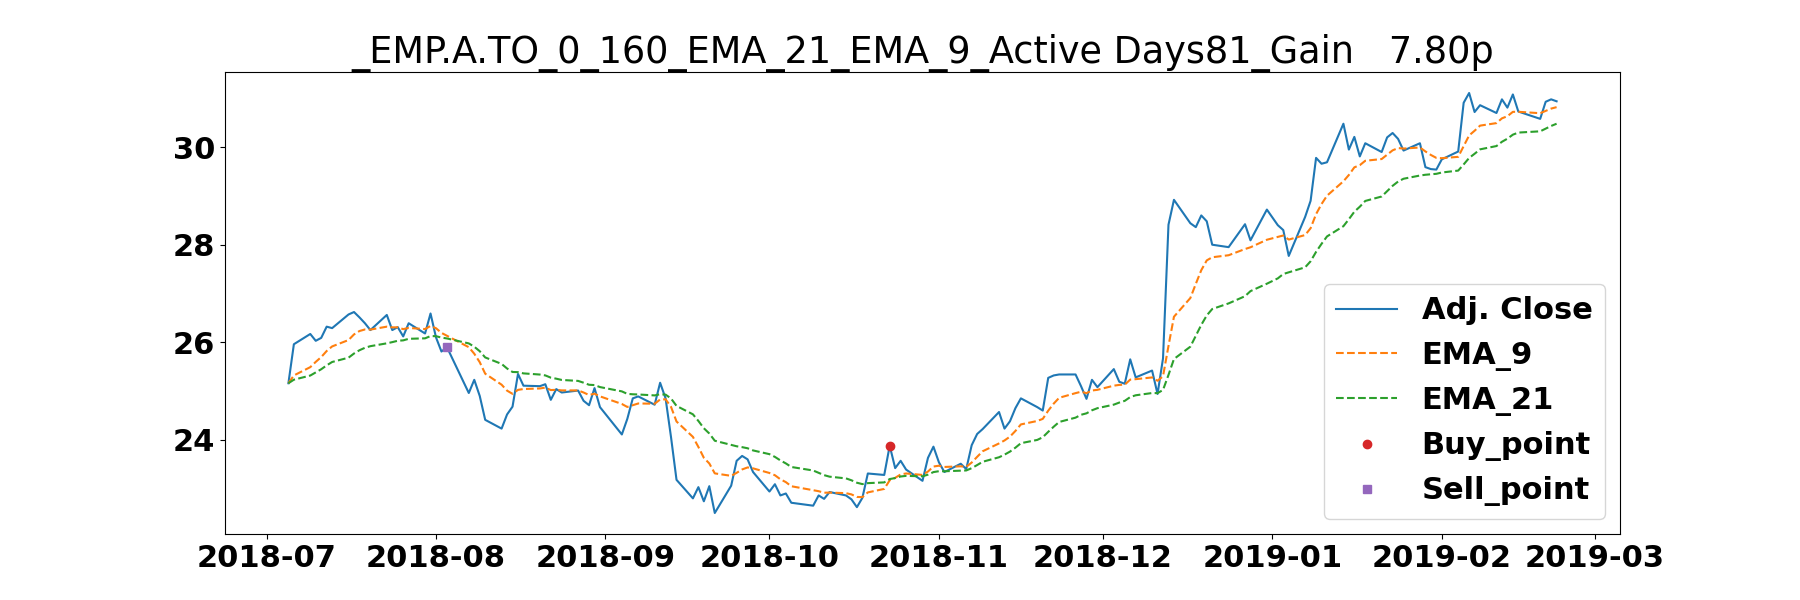 _EMP.A.TO_0_160_EMA_21_EMA_9_Active Days81_Gain   7.80p
30
28
26
24
Adj. Close
EMA_9
EMA_21
Buy_point
Sell_point
2018-07 2018-08 2018-09 2018-10 2018-11 2018-12 2019-01 2019-02 2019-03